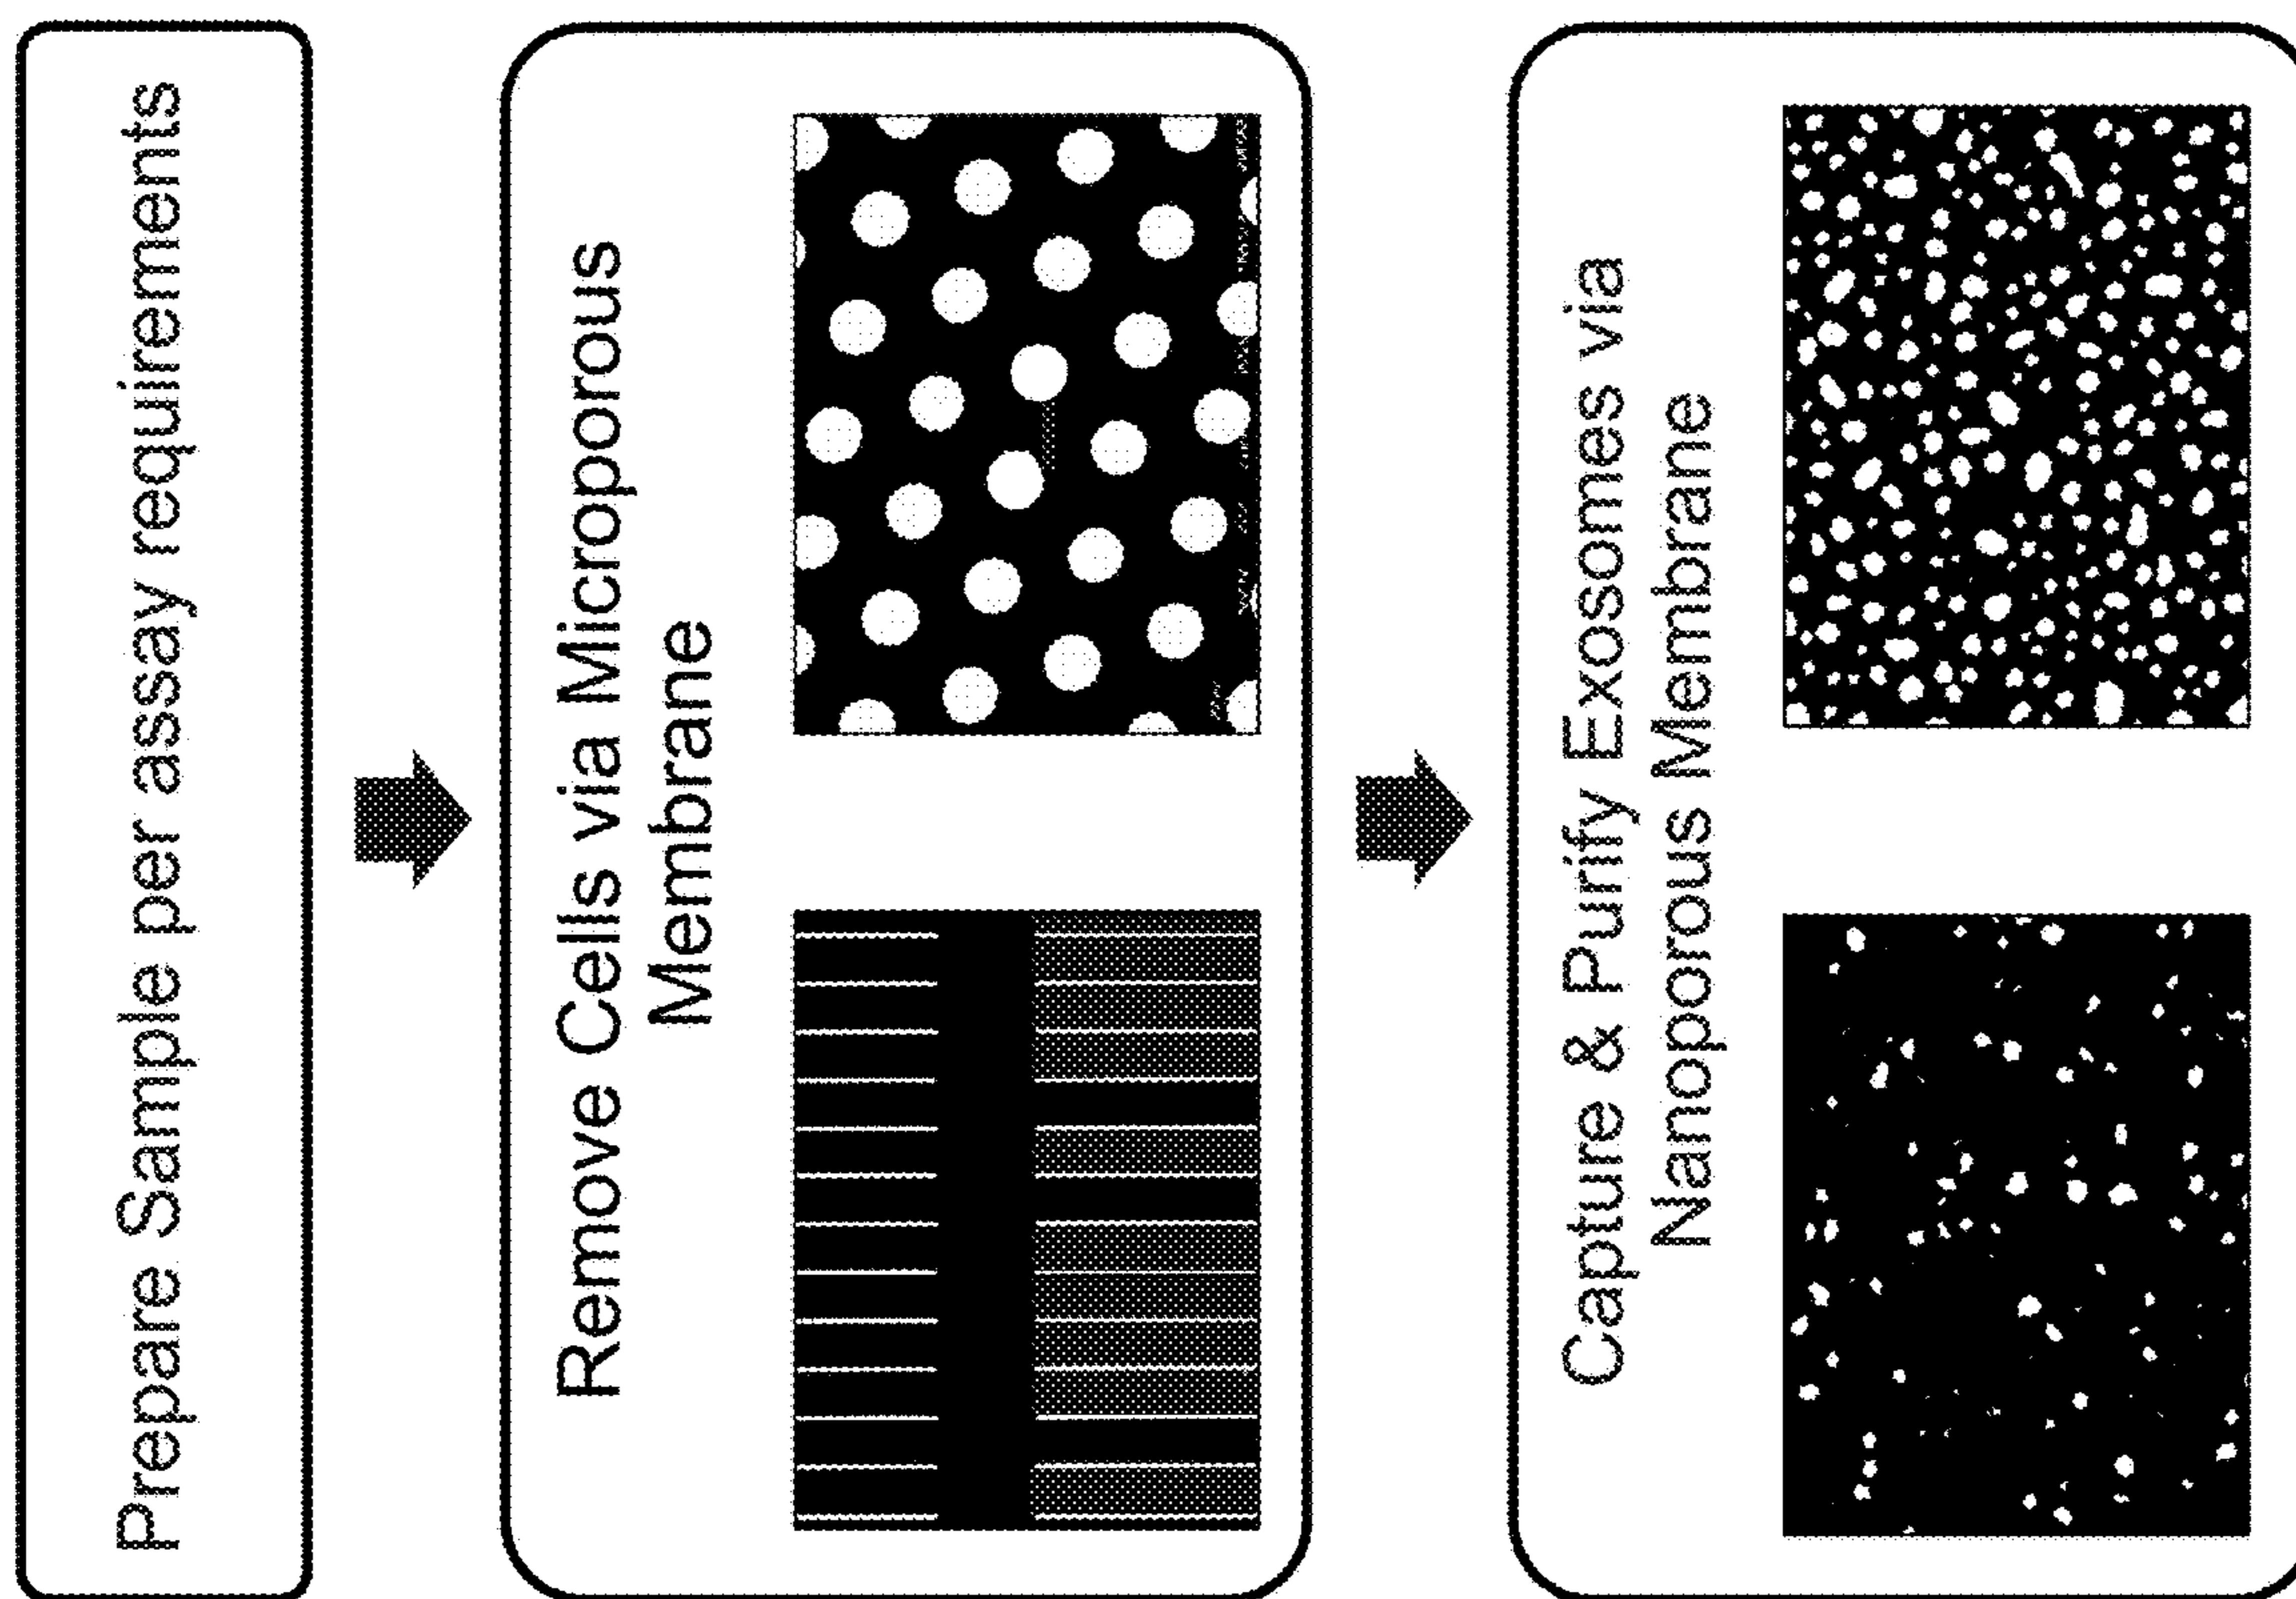 Prepare Sample per assay requirements
Remove Cells via Microporous
Membrane
Capture & Purify Exosomes via
Nanoporous Membrane